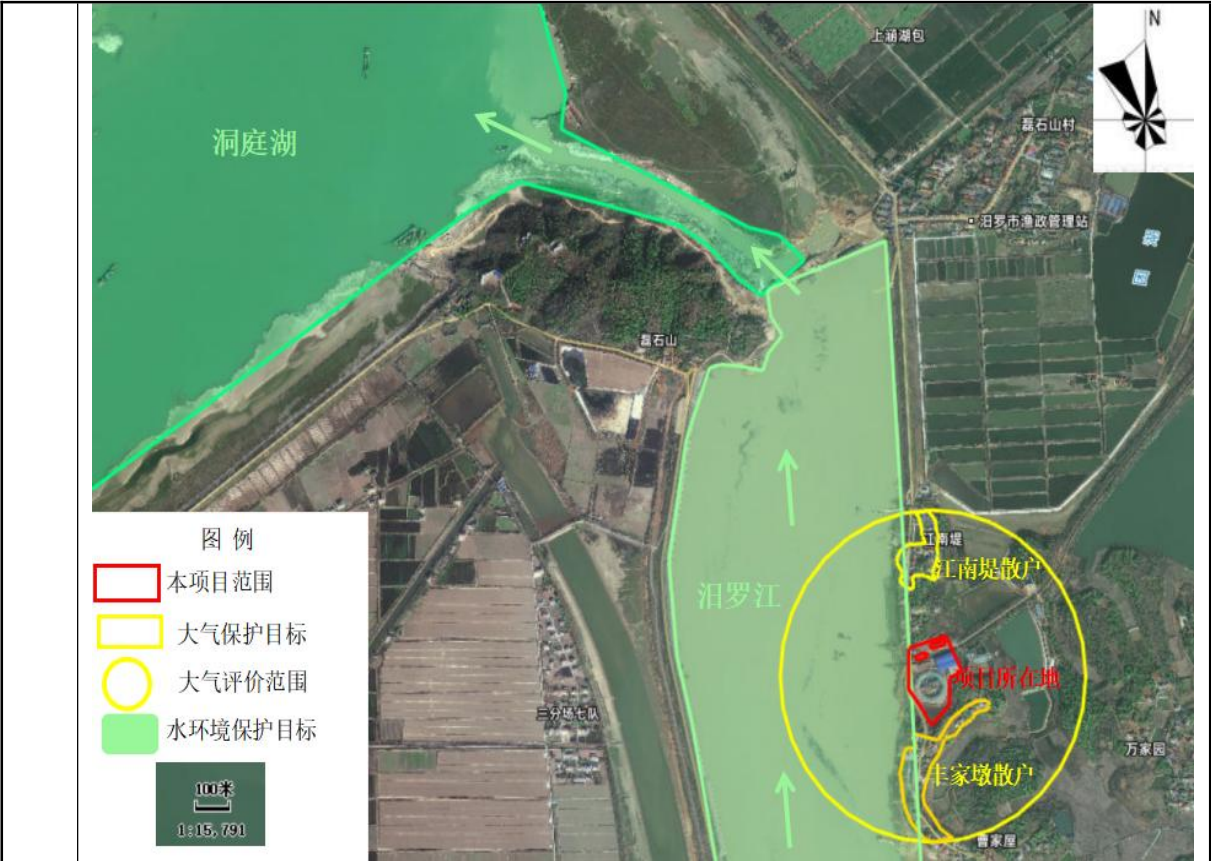 N
上涵湖包
洞庭湖
磊石山村
汨罗市渔政管理站
磊石山
图 例
本项目范围
大气保护目标
大气评价范围
水环境保护目标
100米
1:15,791
江南堤
江南堤散户
汨罗江
项目所在地
二分场七队
万家园
丰家墩散户
曹家屋